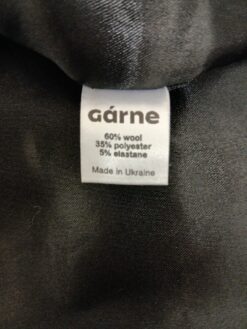 Gárne
60% wool
35% polyester
5% elastane
Made in Ukraine